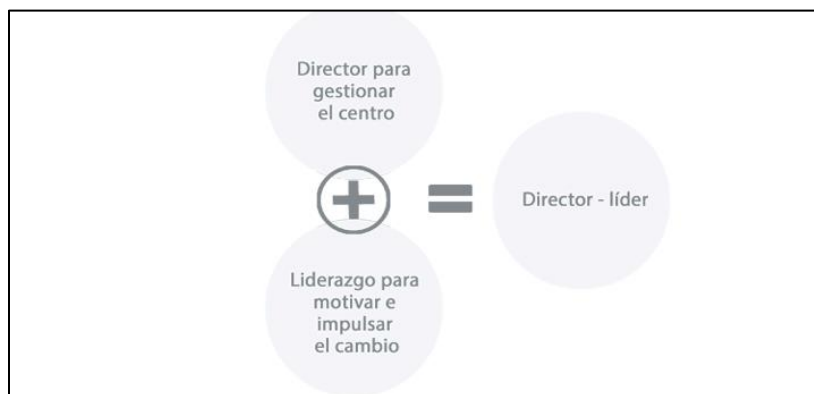 Director para
gestionar
el centro
+
=
Director - líder
Liderazgo para
motivar e
impulsar
el cambio